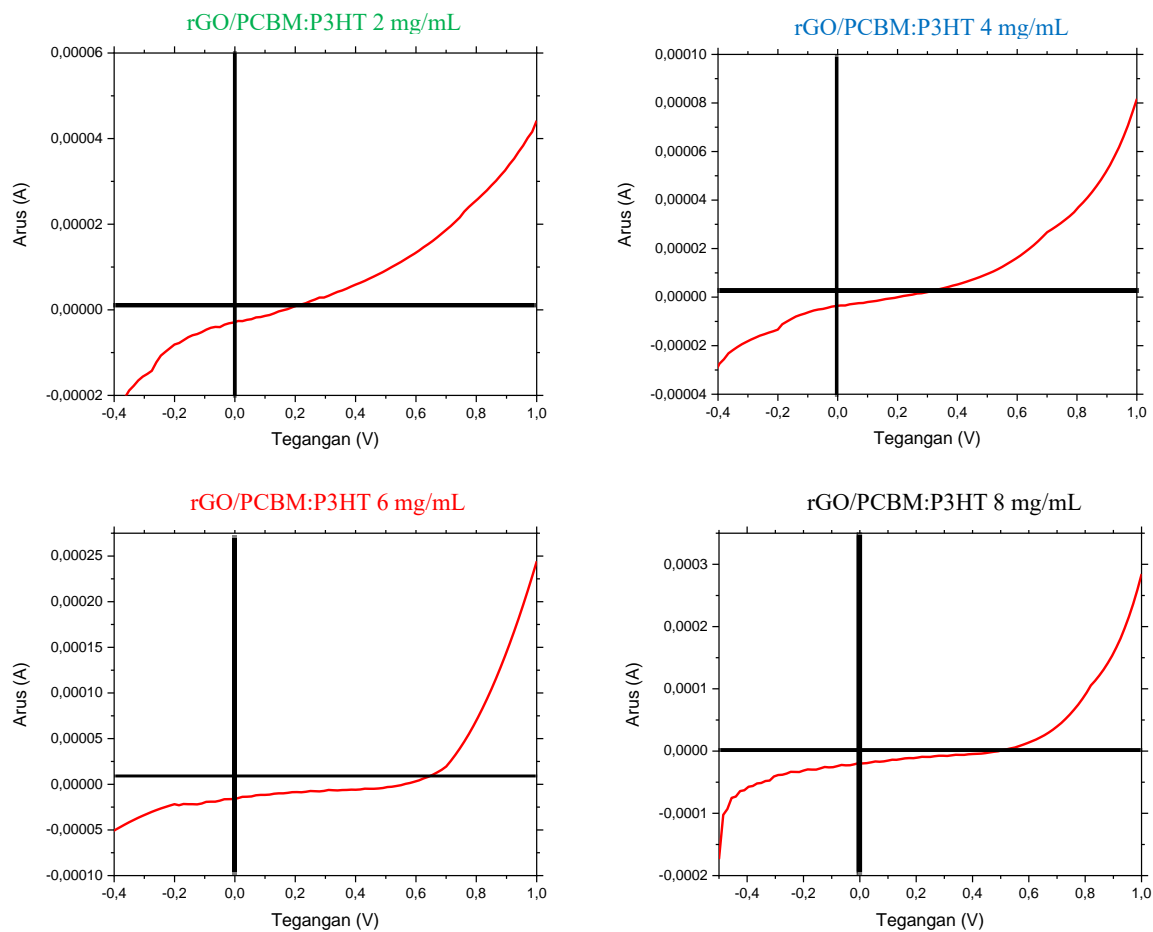 rGO/PCBM:P3HT 2 mg/mL
0,00006
0,00004
0,00002
0,00000
-0,00002
Arus (A)
-0,4 -0,2 0,0 0,2 0,4 0,6 0,8 1,0
Tegangan (V)
rGO/PCBM:P3HT 4 mg/mL
0,00010
0,00008
0,00006
0,00004
0,00002
0,00000
-0,00002
-0,00004
Arus (A)
-0,4 -0,2 0,0 0,2 0,4 0,6 0,8 1,0
Tegangan (V)
rGO/PCBM:P3HT 6 mg/mL
0,00025
0,00020
0,00015
0,00010
0,00005
0,00000
-0,00005
-0,00010
Arus (A)
-0,4 -0,2 0,0 0,2 0,4 0,6 0,8 1,0
Tegangan (V)
rGO/PCBM:P3HT 8 mg/mL
0,0003
0,0002
0,0001
0,0000
-0,0001
-0,0002
Arus (A)
-0,4 -0,2 0,0 0,2 0,4 0,6 0,8 1,0
Tegangan (V)